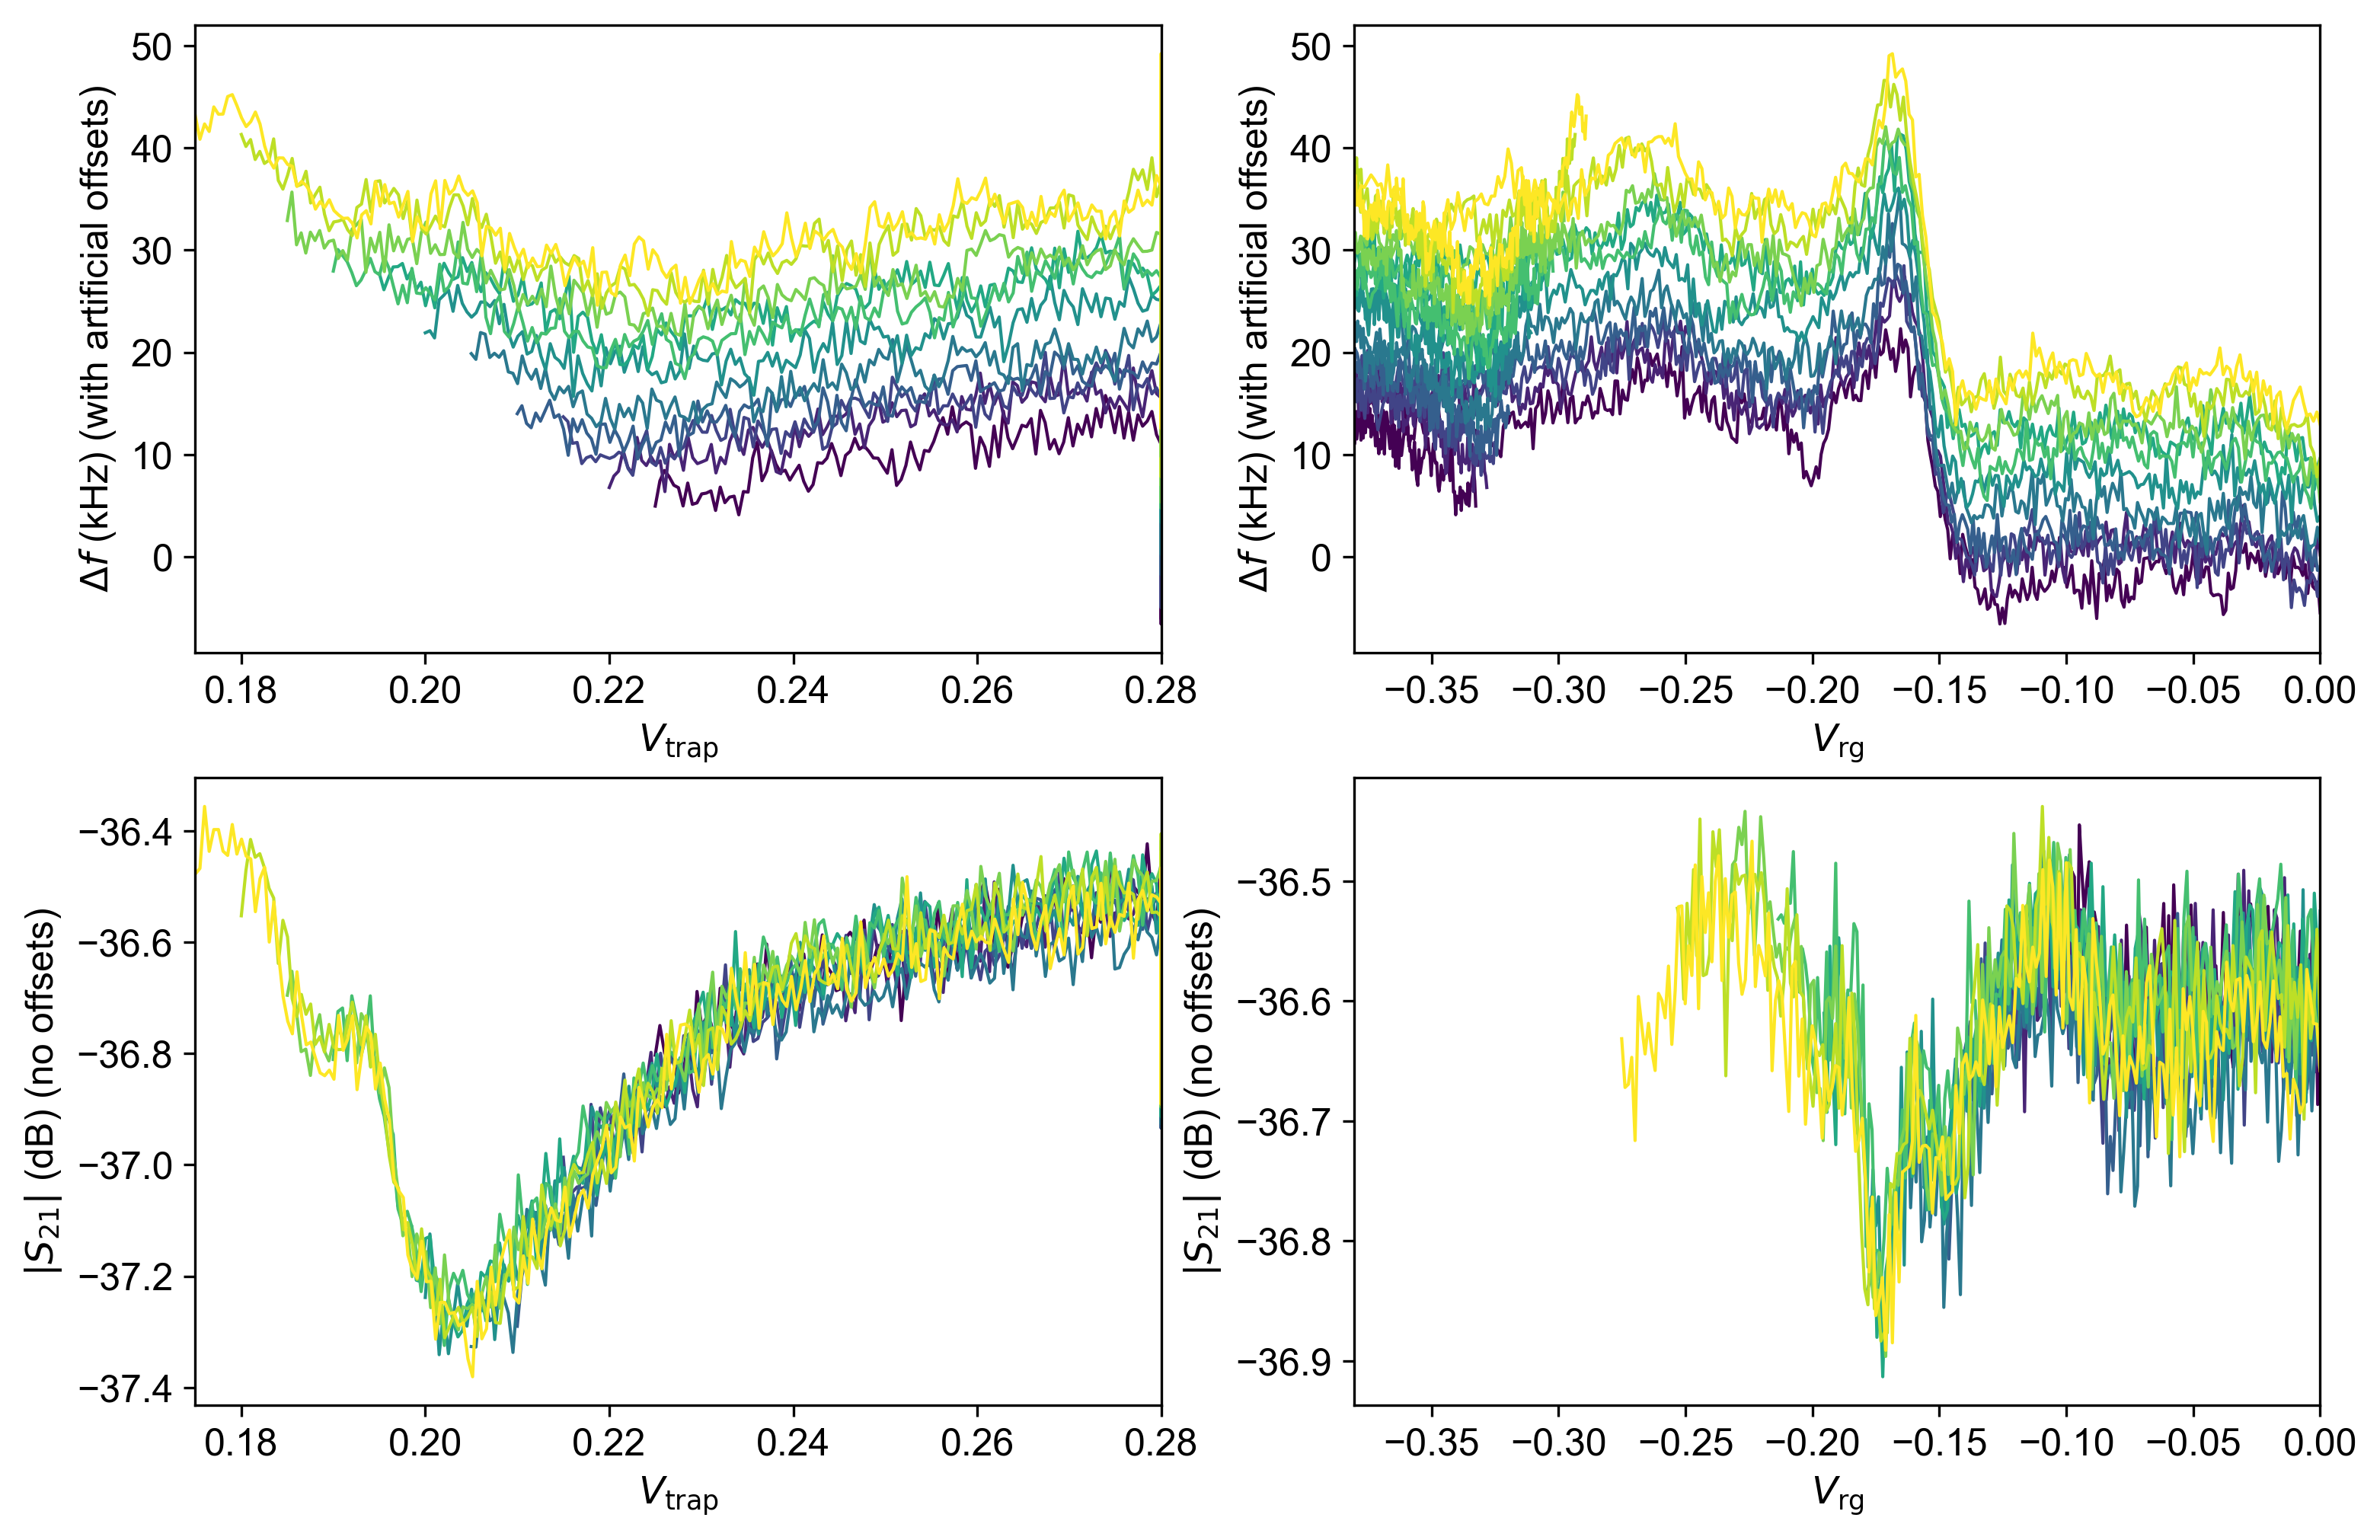 50
40
30
20
10
0
Δf (kHz) (with artificial offsets)
0.18 0.20 0.22 0.24 0.26 0.28
V_trap
50
40
30
20
10
0
Δf (kHz) (with artificial offsets)
−0.35 −0.30 −0.25 −0.20 −0.15 −0.10 −0.05 0.00
V_rg
−36.4
−36.6
−36.8
−37.0
−37.2
−37.4
|S_21| (dB) (no offsets)
0.18 0.20 0.22 0.24 0.26 0.28
V_trap
−36.5
−36.6
−36.7
−36.8
−36.9
|S_21| (dB) (no offsets)
−0.35 −0.30 −0.25 −0.20 −0.15 −0.10 −0.05 0.00
V_rg